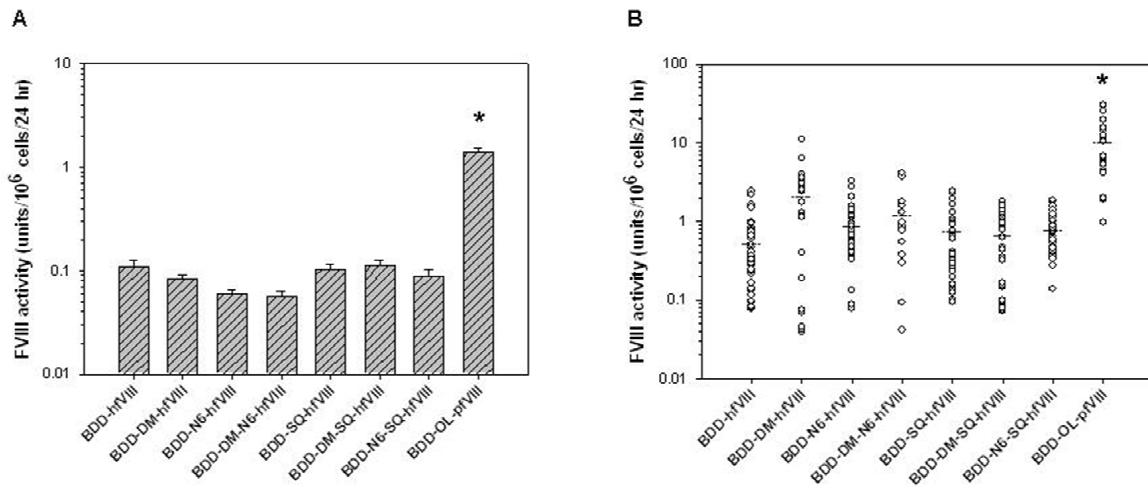 A
FVIII activity (units/10⁶ cells/24 hr)
10
1
0.1
0.01
*
BDD-hfVIII
BDD-DM-hfVIII
BDD-N6-hfVIII
BDD-DM-N6-hfVIII
BDD-SQ-hfVIII
BDD-DM-SQ-hfVIII
BDD-N6-SQ-hfVIII
BDD-OL-pfVIII
B
FVIII activity (units/10⁶ cells/24 hr)
100
10
1
0.1
0.01
*
BDD-hfVIII
BDD-DM-hfVIII
BDD-N6-hfVIII
BDD-DM-N6-hfVIII
BDD-SQ-hfVIII
BDD-DM-SQ-hfVIII
BDD-N6-SQ-hfVIII
BDD-OL-pfVIII